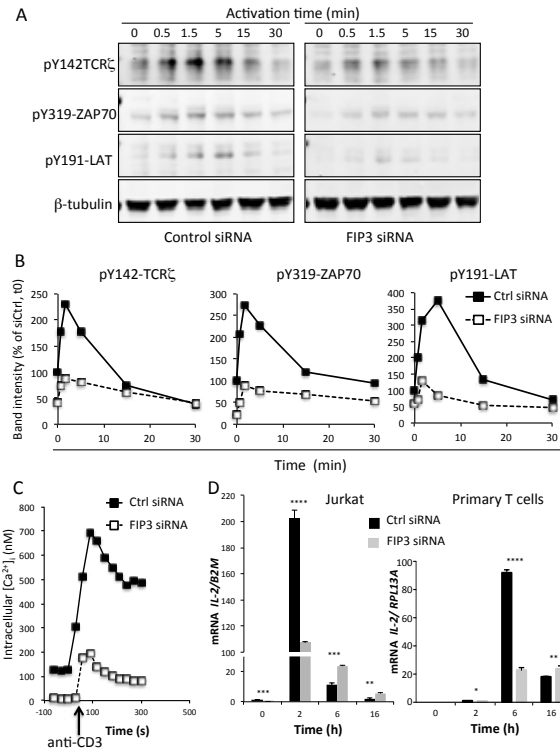 A
Activation time (min)
0 0.5 1.5 5 15 30 0 0.5 1.5 5 15 30
pY142TCRζ
pY319-ZAP70
pY191-LAT
β-tubulin
Control siRNA FIP3 siRNA
B
pY142-TCRζ pY319-ZAP70 pY191-LAT
Band intensity (% of siCtrl, t0)
250
200
150
100
50
0
0 10 20 30
300
250
200
150
100
50
0
0 10 20 30
400
350
300
250
200
150
100
50
0
0 10 20 30
Ctrl siRNA
FIP3 siRNA
Time (min)
C
Ctrl siRNA
FIP3 siRNA
Intracellular [Ca²⁺]i (nM)
800
700
600
500
400
300
200
100
0
-100 100 300 500
Time (s)
anti-CD3
D
Jurkat
mRNA IL-2/B2M
220
200
180
160
140
120
100
80
60
40
20
0
*** **** *** **
0 2 6 16
Time (h)
Primary T cells
Ctrl siRNA
FIP3 siRNA
mRNA IL-2/ RPL13A
100
80
60
40
20
0
* **** **
0 2 6 16
Time (h)